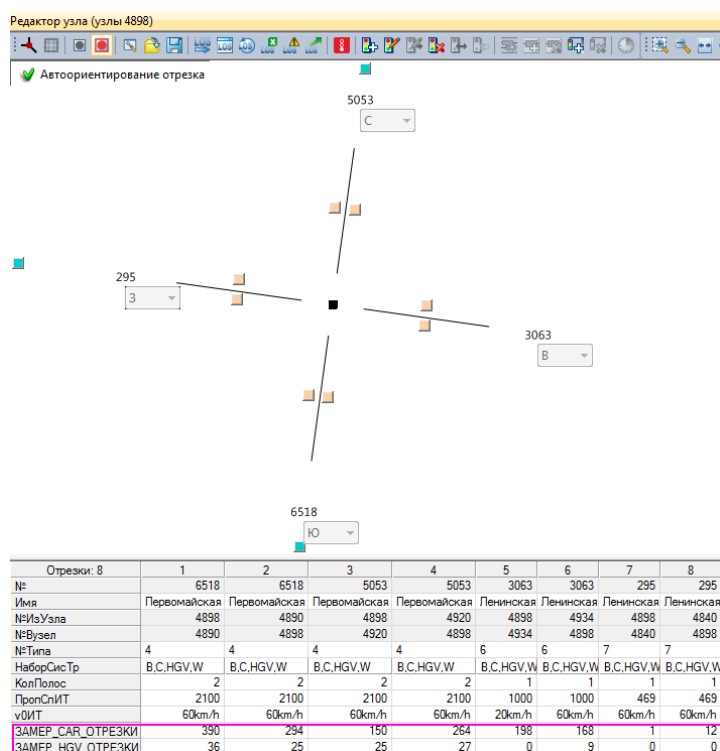 Редактор узла (узлы 4898)
Автоориентирование отрезка
5053
С
295
З
3063
В
6518
Ю
Отрезки: 8 1 2 3 4 5 6 7 8
№ 6518 6518 5053 5053 3063 3063 295 295
Имя Первомайская Первомайская Первомайская Первомайская Ленинская Ленинская Ленинская Ленинская
№ИзУзла 4898 4890 4898 4920 4898 4934 4898 4840
№Вузел 4890 4898 4920 4898 4934 4898 4840 4898
№Типа 4 4 4 4 6 6 7 7
НаборСисТр B,C,HGV,W B,C,HGV,W B,C,HGV,W B,C,HGV,W B,C,HGV,W B,C,HGV,W B,C,HGV,W B,C,HGV,W
КолПолос 2 2 2 2 1 1 1 1
ПропСпИТ 2100 2100 2100 2100 1000 1000 469 469
v0ИТ 60km/h 60km/h 60km/h 60km/h 20km/h 60km/h 60km/h 60km/h
ЗАМЕР_CAR_ОТРЕЗКИ 390 294 150 264 198 168 1 12
ЗАМЕР_HGV_ОТРЕЗКИ 36 25 25 27 0 9 0 0